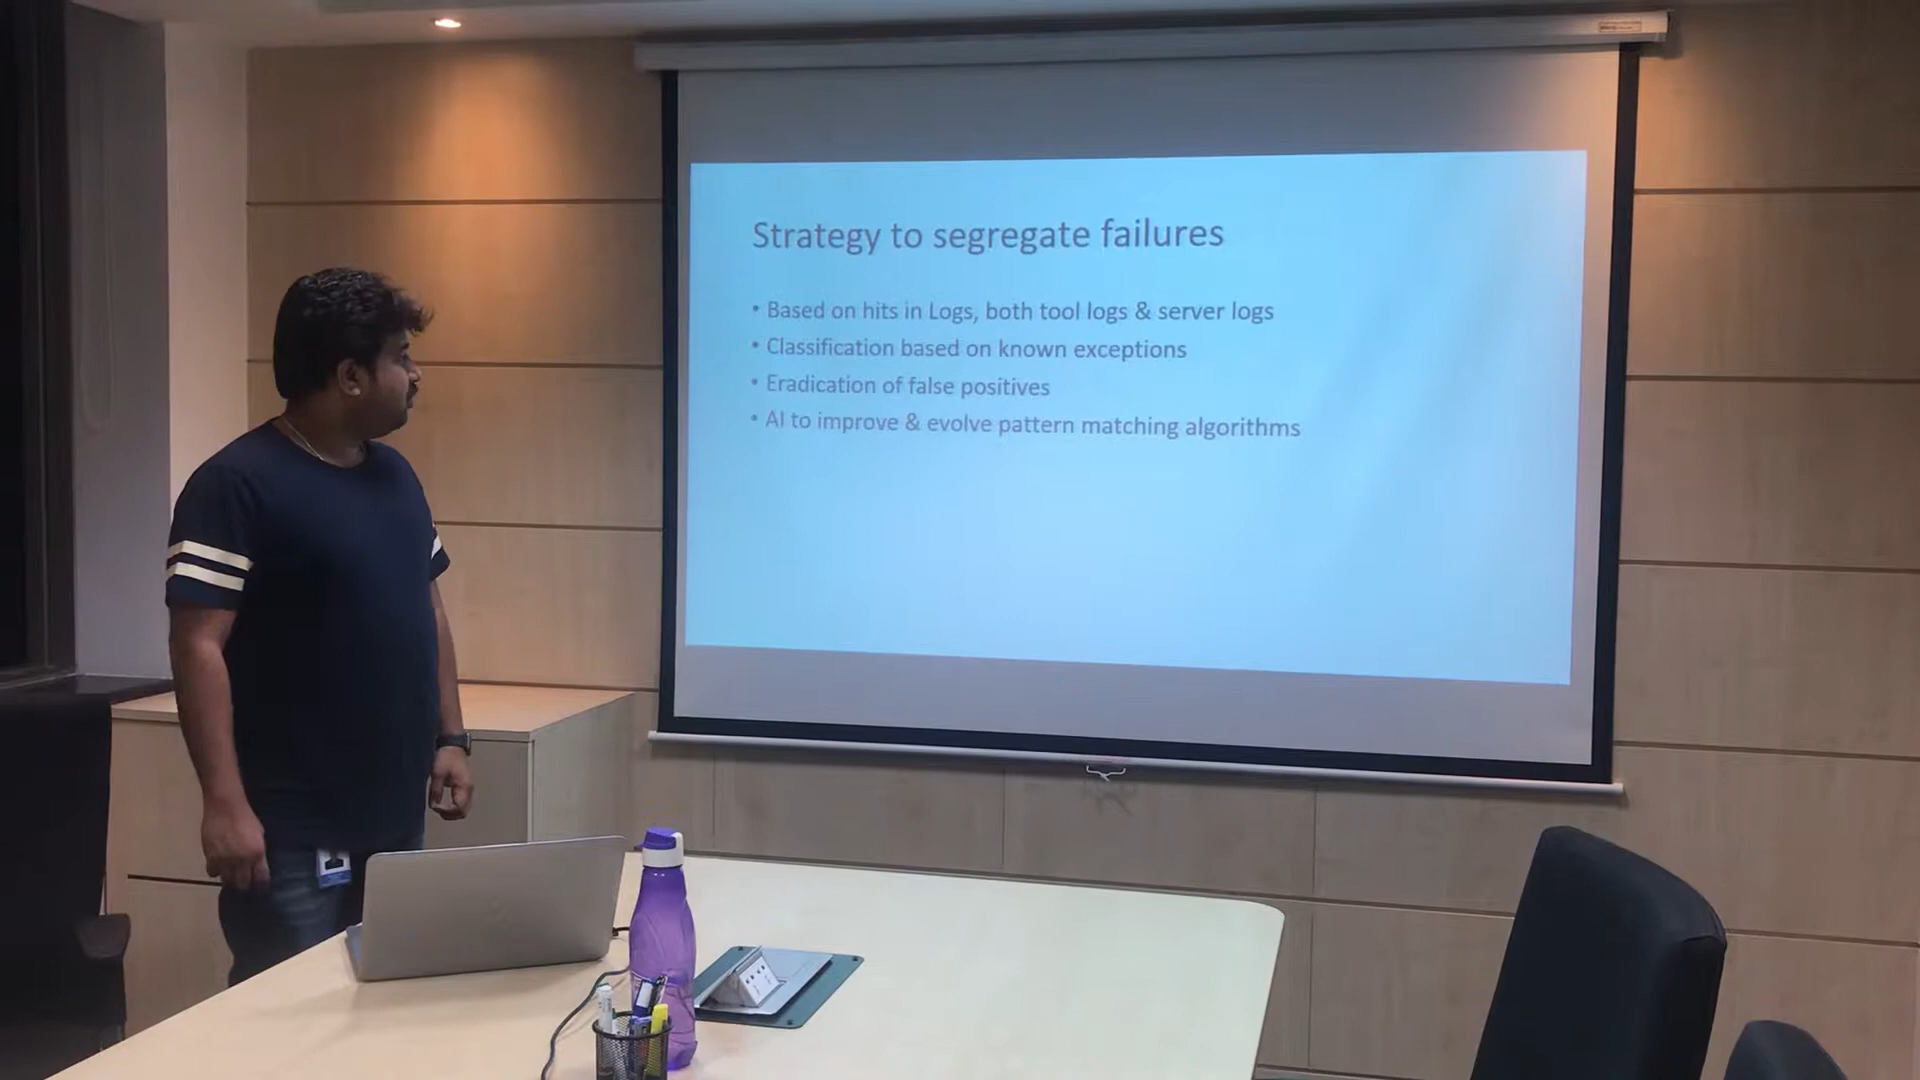 Strategy to segregate failures
• Based on hits in Logs, both tool logs & server logs
• Classification based on known exceptions
• Eradication of false positives
• AI to improve & evolve pattern matching algorithms